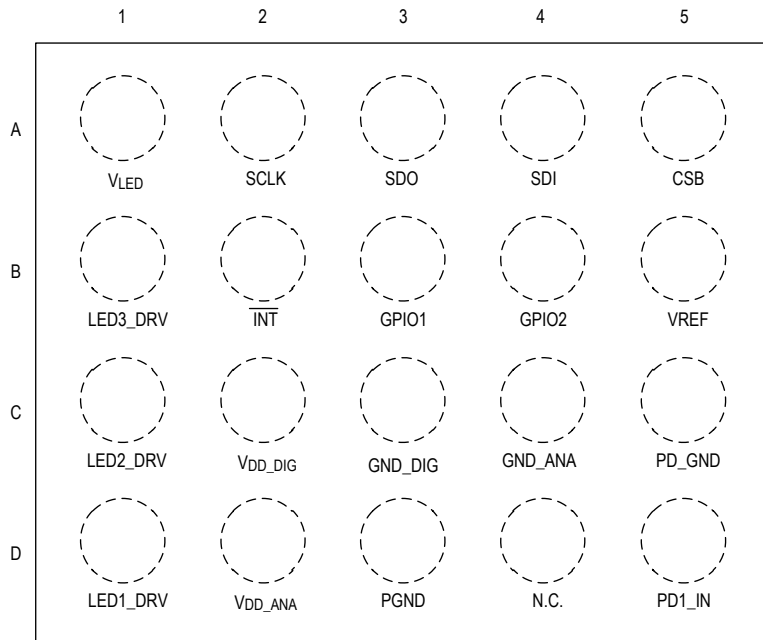 1 2 3 4 5
A
VLED SCLK SDO SDI CSB
B
LED3_DRV INT GPIO1 GPIO2 VREF
C
LED2_DRV VDD_DIG GND_DIG GND_ANA PD_GND
D
LED1_DRV VDD_ANA PGND N.C. PD1_IN